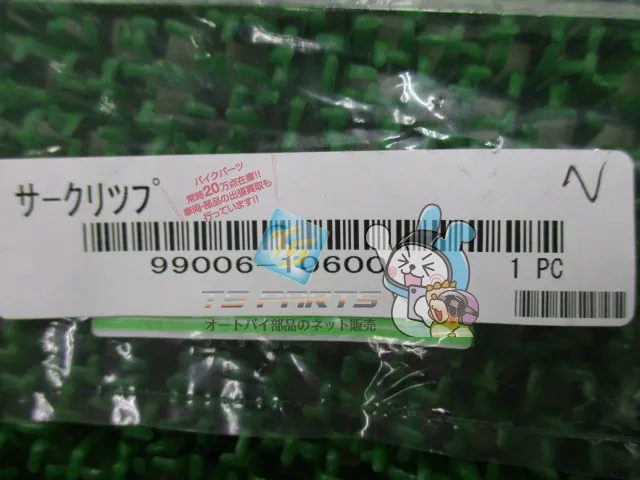 サークリツプ
N
バイクパーツ
常時20万点在庫!!
車両・部品の出張買取も
行っています!!
99006-10600
1 PC
TS PARTS
オートバイ部品のネット販売